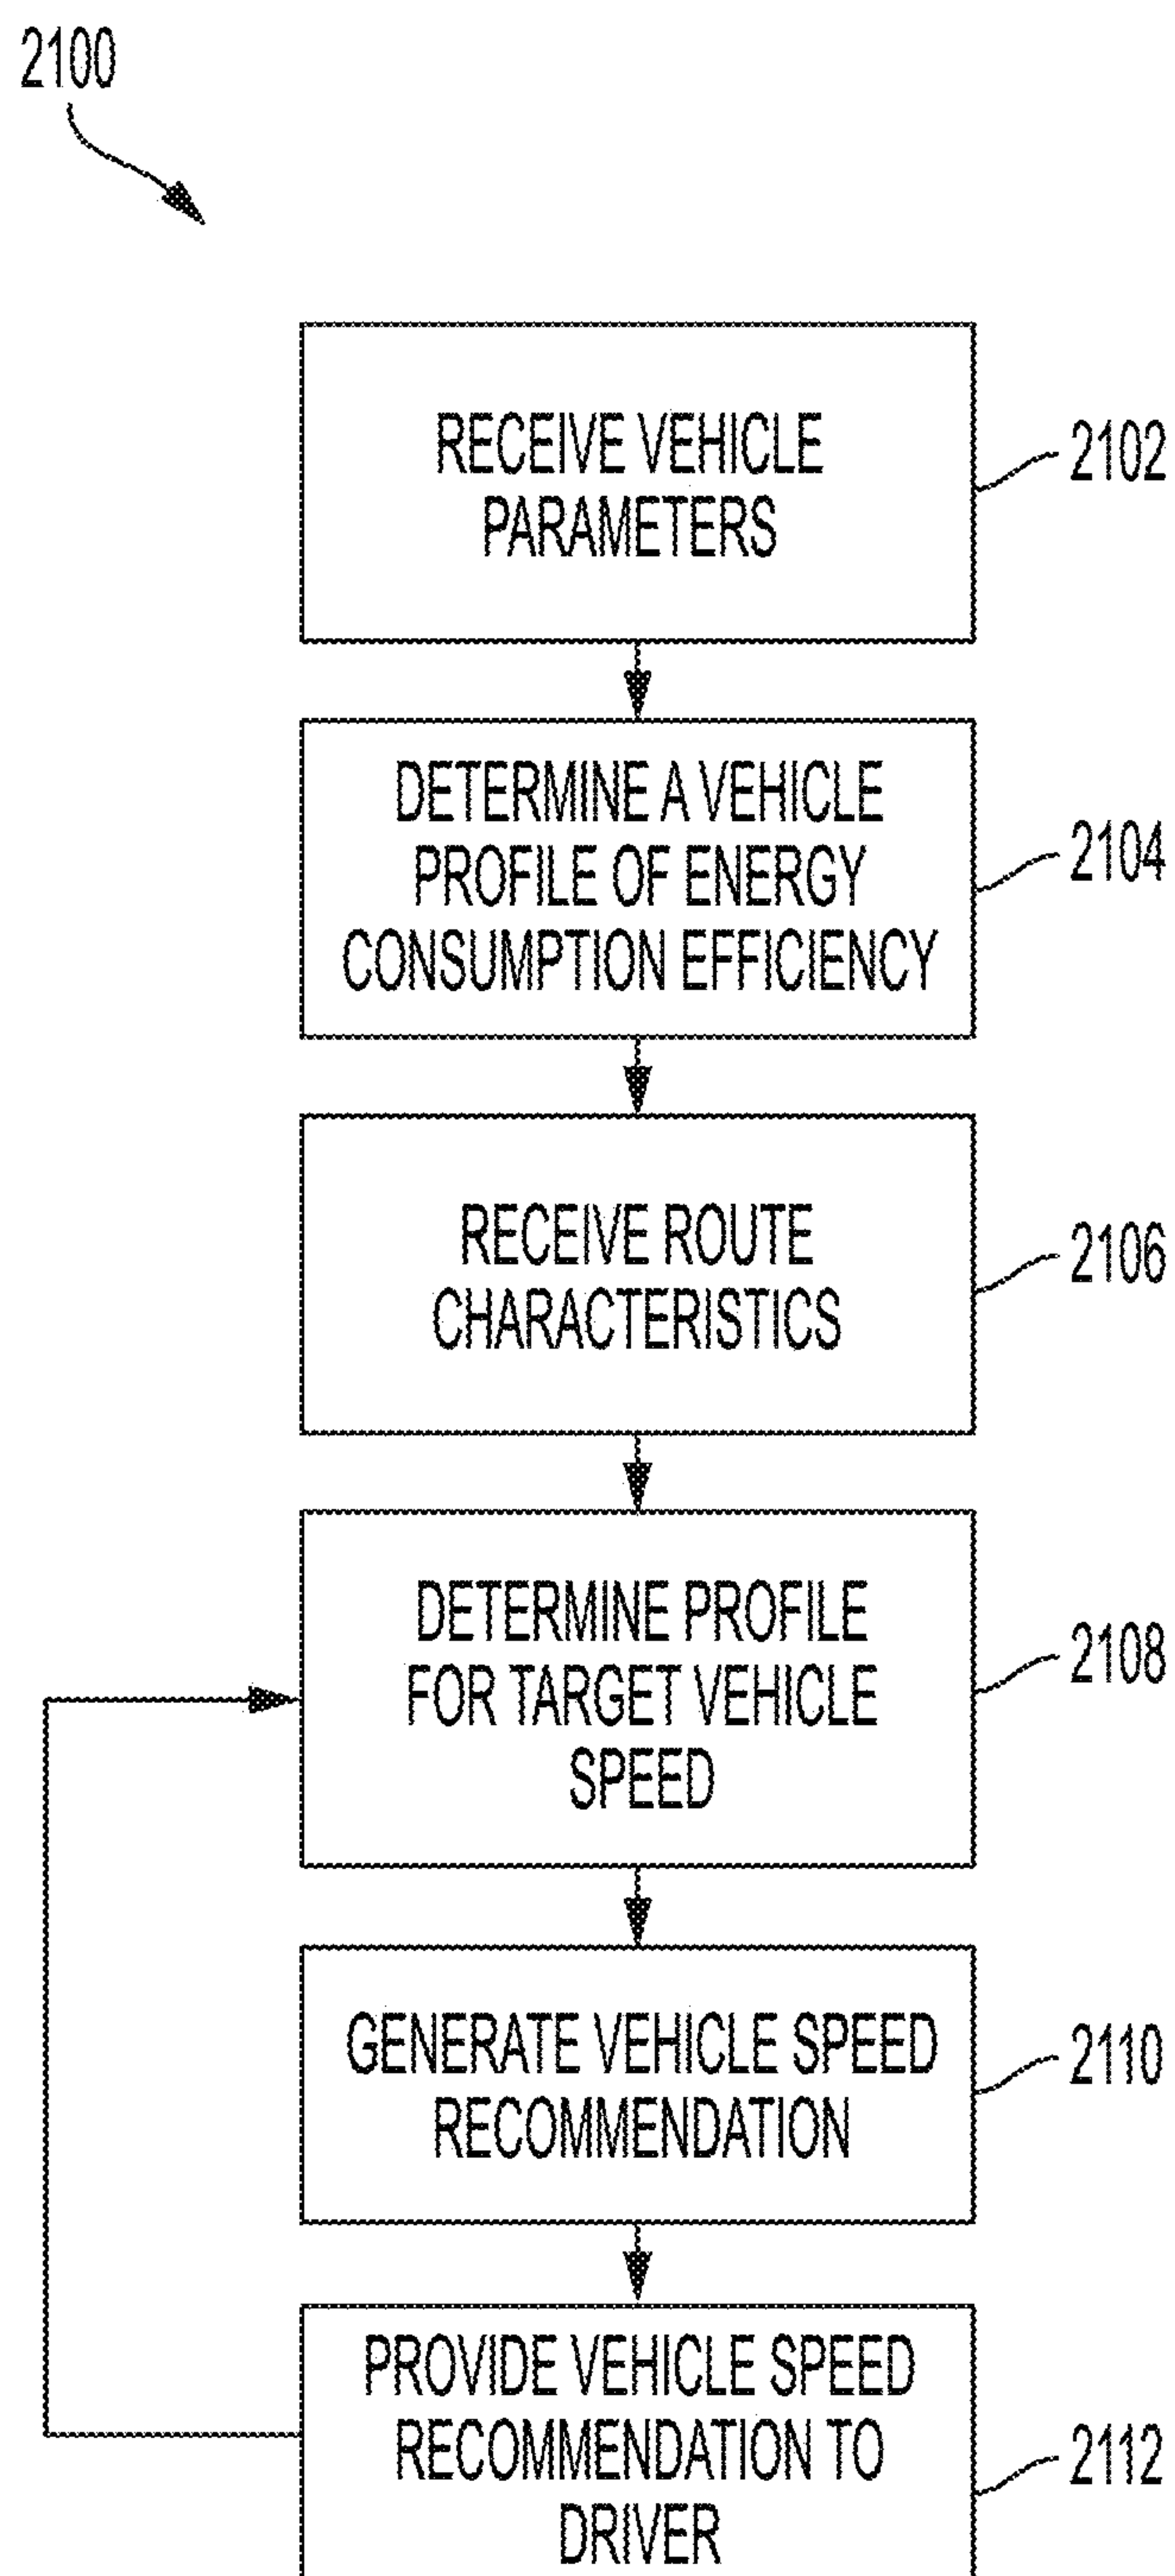 2100
RECEIVE VEHICLE
PARAMETERS
2102
DETERMINE A VEHICLE
PROFILE OF ENERGY
CONSUMPTION EFFICIENCY
2104
RECEIVE ROUTE
CHARACTERISTICS
2106
DETERMINE PROFILE
FOR TARGET VEHICLE
SPEED
2108
GENERATE VEHICLE SPEED
RECOMMENDATION
2110
PROVIDE VEHICLE SPEED
RECOMMENDATION TO
DRIVER
2112